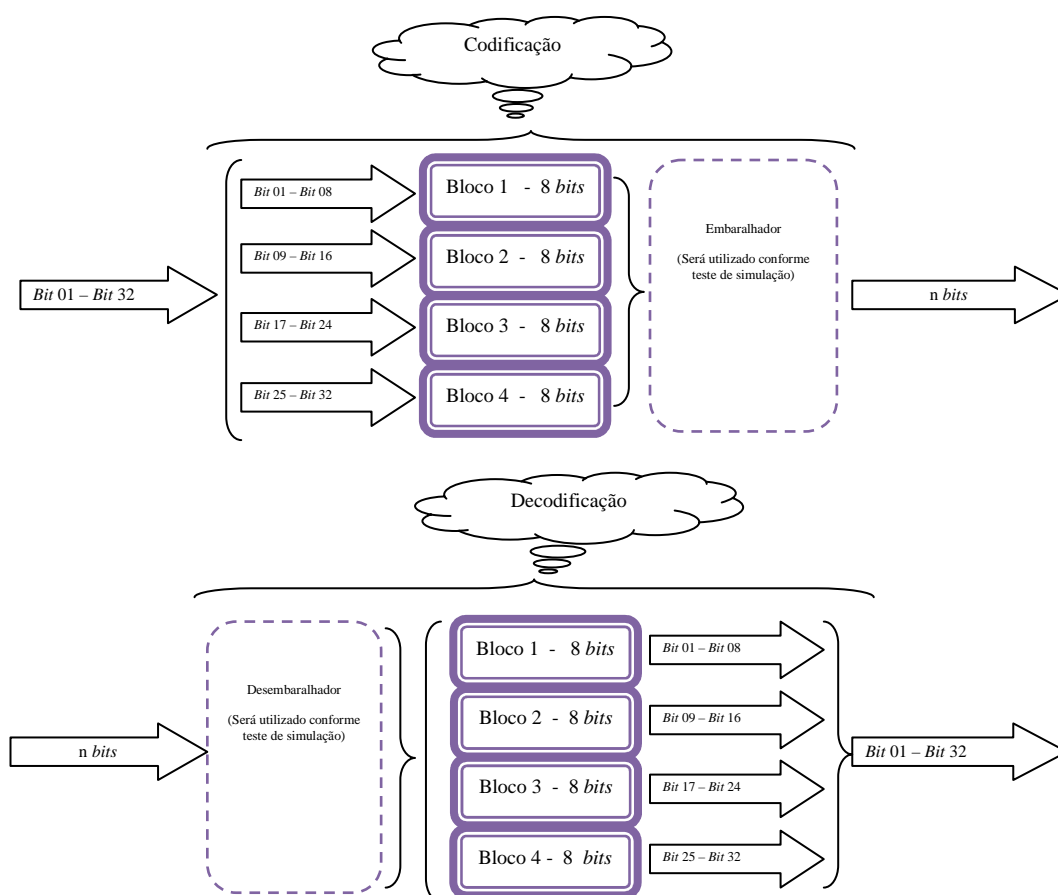 Codificação
Bit 01 – Bit 32
Bit 01 – Bit 08
Bit 09 – Bit 16
Bit 17 – Bit 24
Bit 25 – Bit 32
Bloco 1 - 8 bits
Bloco 2 - 8 bits
Bloco 3 - 8 bits
Bloco 4 - 8 bits
Embaralhador
(Será utilizado conforme
teste de simulação)
n bits
Decodificação
n bits
Desembaralhador
(Será utilizado conforme
teste de simulação)
Bloco 1 - 8 bits
Bloco 2 - 8 bits
Bloco 3 - 8 bits
Bloco 4 - 8 bits
Bit 01 – Bit 08
Bit 09 – Bit 16
Bit 17 – Bit 24
Bit 25 – Bit 32
Bit 01 – Bit 32